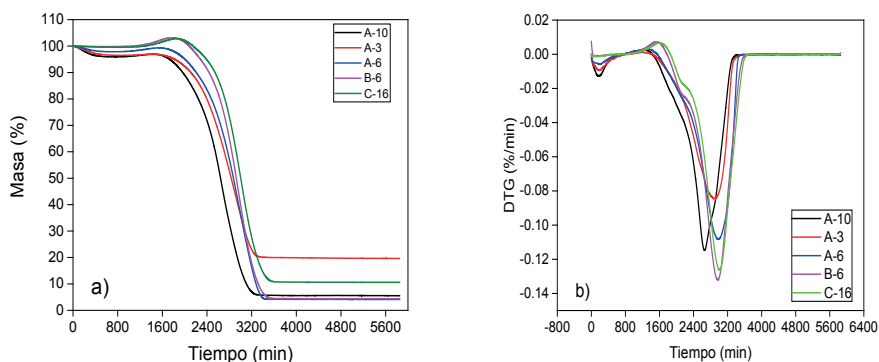 110
100
90
80
70
60
50
40
30
20
10
0
Masa (%)
A-10
A-3
A-6
B-6
C-16
a)
0 800 1600 2400 3200 4000 4800 5600
Tiempo (min)
0.02
0.00
-0.02
-0.04
-0.06
-0.08
-0.10
-0.12
-0.14
DTG (%/min)
A-10
A-3
A-6
B-6
C-16
b)
-800 0 800 1600 2400 3200 4000 4800 5600 6400
Tiempo (min)